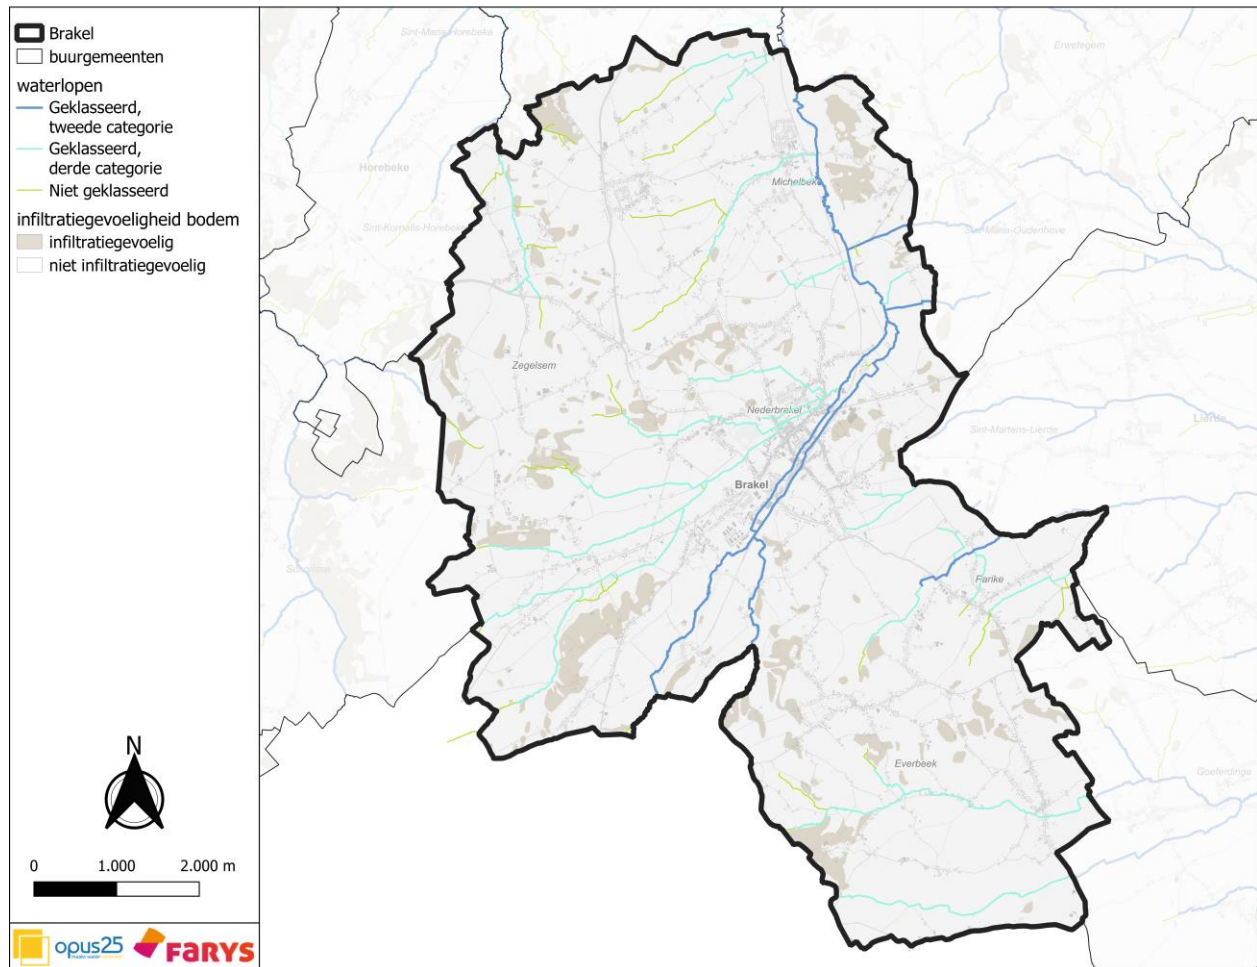 Brakel
buurgemeenten
waterlopen
Geklasseerd,
tweede categorie
Geklasseerd,
derde categorie
Niet geklasseerd
infiltratiegevoeligheid bodem
infiltratiegevoelig
niet infiltratiegevoelig
N
0 1.000 2.000 m
opus25
FARYS
Sint-Maria-Horebeke
Erwetegem
Horebeke
Michelbeke
Sint-Kornelis-Horebeke
Sint-Maria-Oudenhove
Zegelsem
Nederbrakel
Lierde
Sint-Martens-Lierde
Brakel
Parike
Everbeek
Goeferdinge